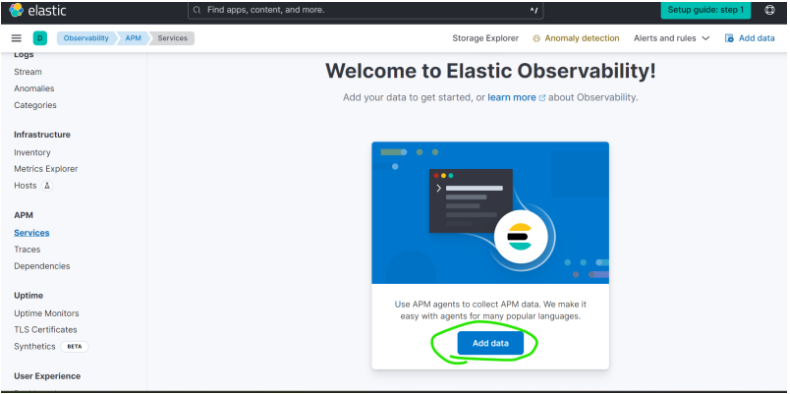 elastic
Find apps, content, and more.
^/
Setup guide: step 1
D
Observability
APM
Services
Storage Explorer
Anomaly detection
Alerts and rules
Add data
Logs
Stream
Anomalies
Categories
Infrastructure
Inventory
Metrics Explorer
Hosts
APM
Services
Traces
Dependencies
Uptime
Uptime Monitors
TLS Certificates
Synthetics BETA
User Experience
Welcome to Elastic Observability!
Add your data to get started, or learn more about Observability.
Use APM agents to collect APM data. We make it
easy with agents for many popular languages.
Add data